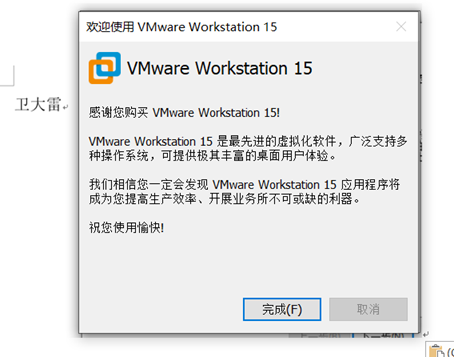 欢迎使用 VMware Workstation 15
VMware Workstation 15
卫大雷
感谢您购买 VMware Workstation 15!
VMware Workstation 15 是最先进的虚拟化软件，广泛支持多
种操作系统，可提供极其丰富的桌面用户体验。
我们相信您一定会发现 VMware Workstation 15 应用程序将
成为您提高生产效率、开展业务所不可或缺的利器。
祝您使用愉快!
完成(F) 取消